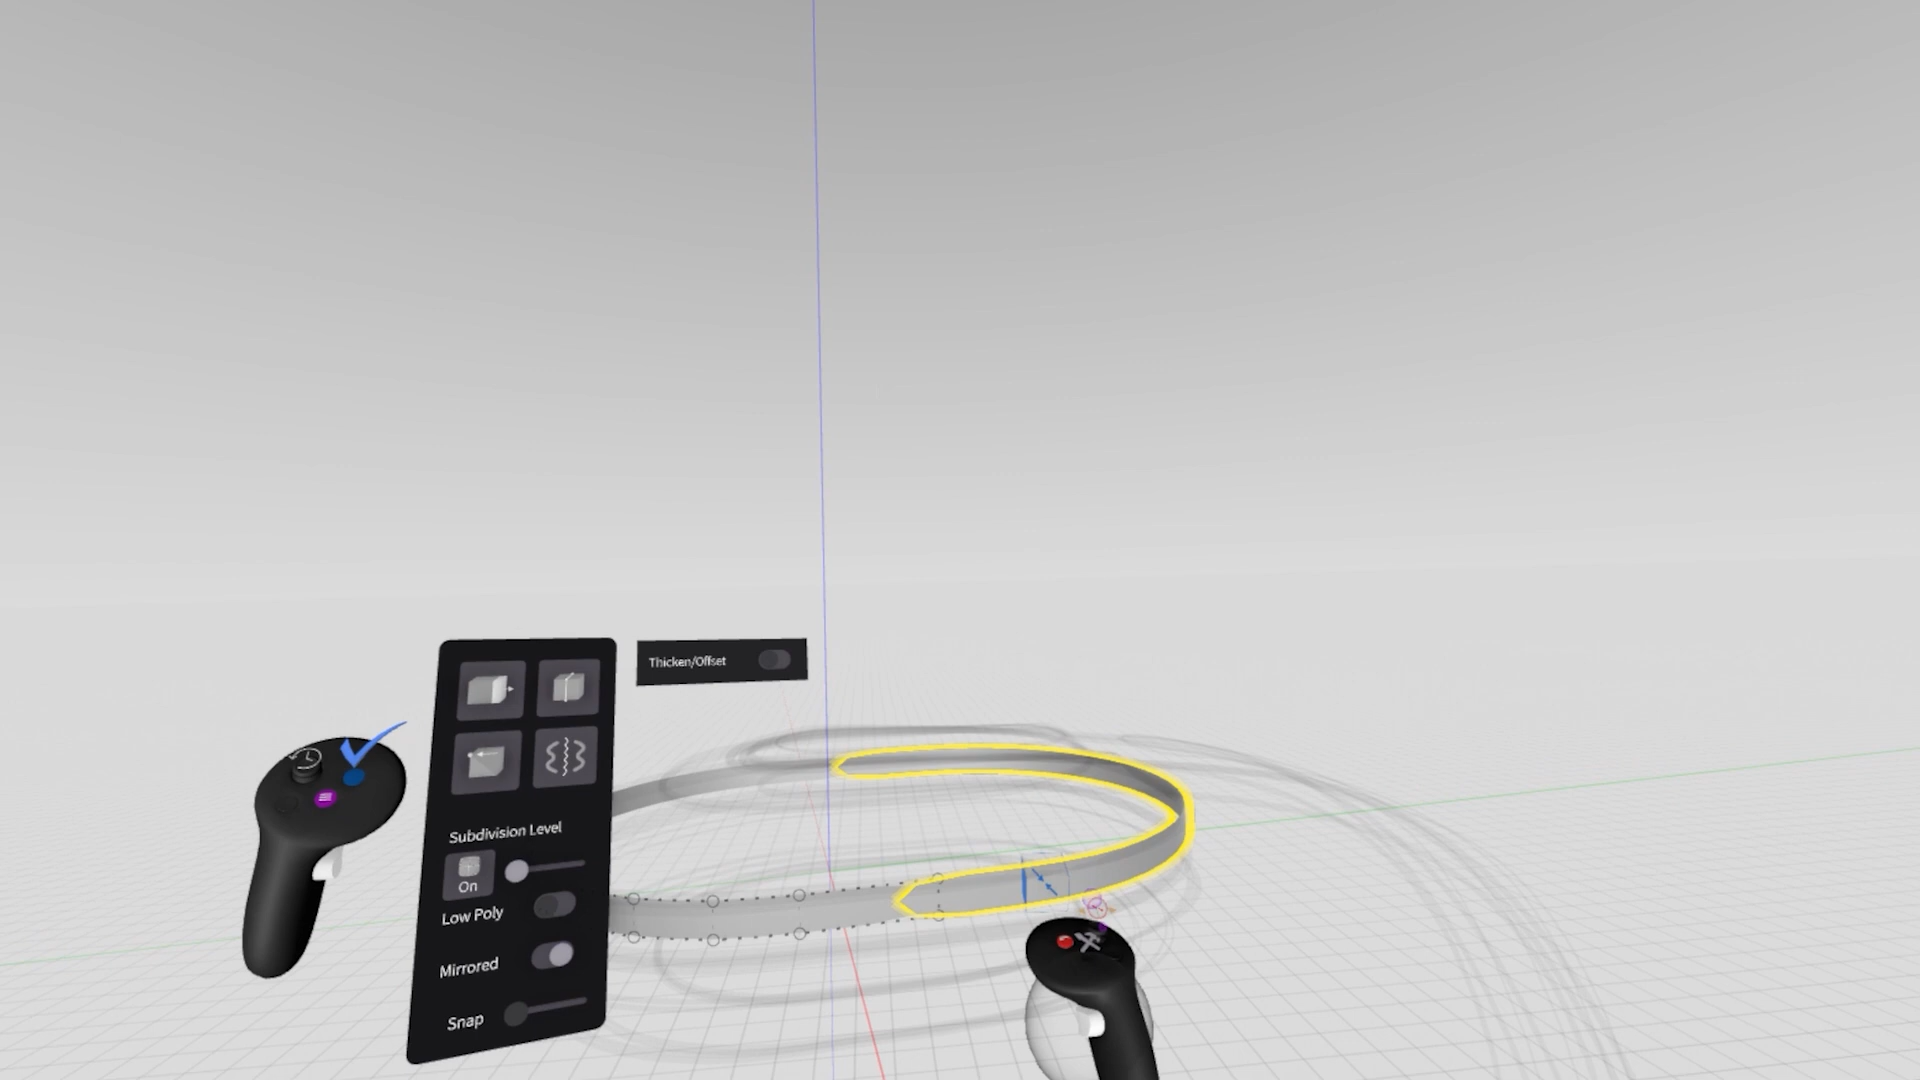 Thicken/Offset
Subdivision Level
On
Low Poly
Mirrored
Snap